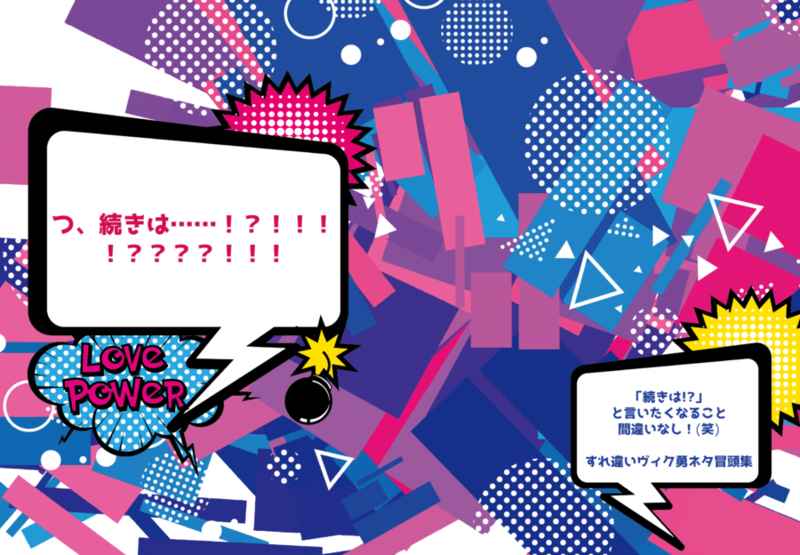 つ、続きは……！？！！！
！？？？？！！！
LOVE
POWER
「続きは!?」
と言いたくなること
間違いなし！(笑)
すれ違いヴィク勇ネタ冒頭集